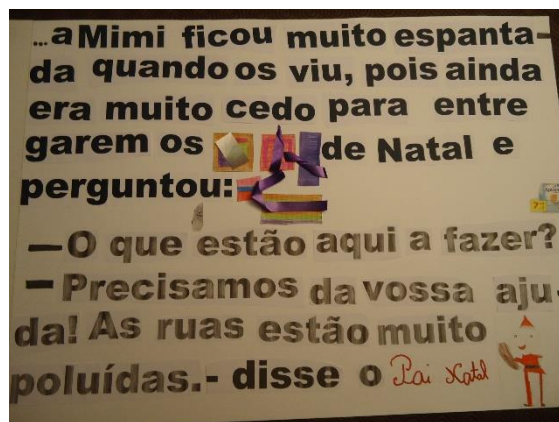 ...a Mimi ficou muito espanta-
da quando os viu, pois ainda
era muito cedo para entre
garem os de Natal e
perguntou:
—O que estão aqui a fazer?
- Precisamos da vossa aju-
da! As ruas estão muito
poluídas.- disse o Pai Natal